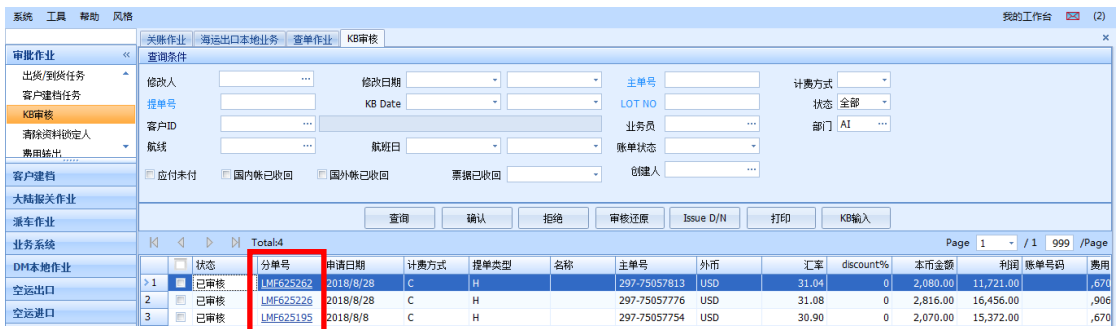 系统 工具 帮助 风格 我的工作台 (2)
关账作业 海运出口本地业务 查单作业 KB审核 ×
审批作业 «
查询条件
出货/到货任务
客户建档任务
KB审核
清除资料锁定人
费用转出
修改人 ... 修改日期 主单号 计费方式
提单号 KB Date LOT NO 状态 全部
客户ID ... 业务员 ... 部门 AI ...
航线 ... 航班日 账单状态
应付未付 国内帐已收回 国外帐已收回 票据已收回 创建人 ...
客户建档
大陆报关作业
派车作业
业务系统
DM本地作业
空运出口
空运进口
查询 确认 拒绝 审核还原 Issue D/N 打印 KB输入
Total:4 Page 1 / 1 999 /Page
状态 分单号 申请日期 计费方式 提单类型 名称 主单号 外币 汇率 discount% 本币金额 利润 账单号码 费用
>1 已审核 LMF625262 2018/8/28 C H 297-75057813 USD 31.04 0 2,080.00 11,721.00 ,670
2 已审核 LMF625226 2018/8/28 C H 297-75057776 USD 31.08 0 2,816.00 16,456.00 ,906
3 已审核 LMF625195 2018/8/8 C H 297-75057754 USD 30.90 0 2,070.00 15,372.00 ,670